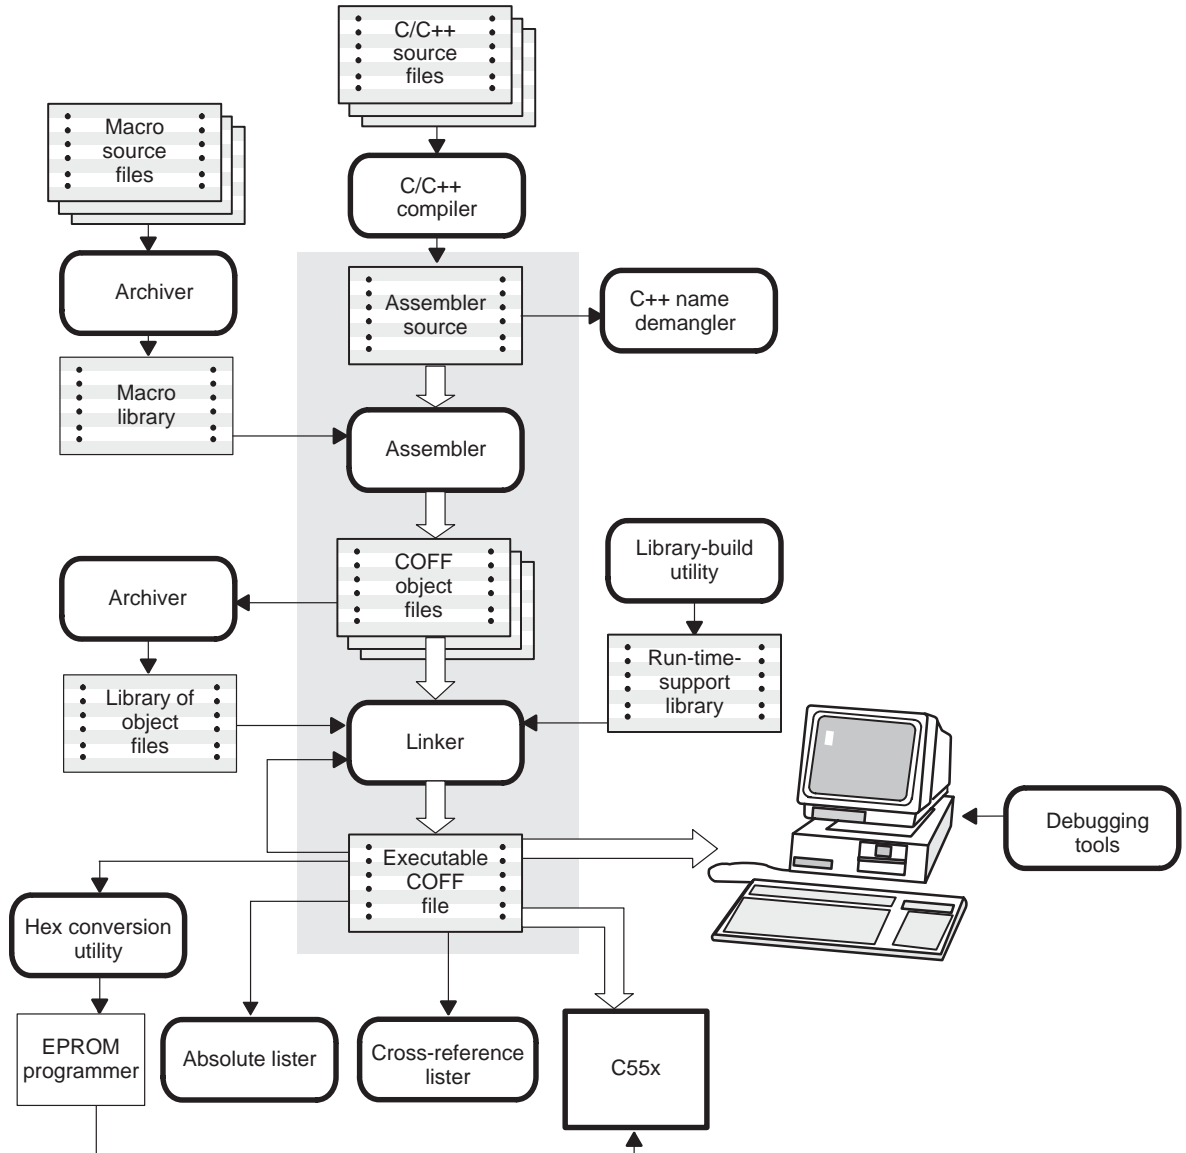 C/C++
source
files
Macro
source
files
C/C++
compiler
Archiver
Assembler
source
C++ name
demangler
Macro
library
Assembler
COFF
object
files
Library-build
utility
Archiver
Run-time-
support
library
Library of
object
files
Linker
Debugging
tools
Executable
COFF
file
Hex conversion
utility
EPROM
programmer
Absolute lister
Cross-reference
lister
C55x